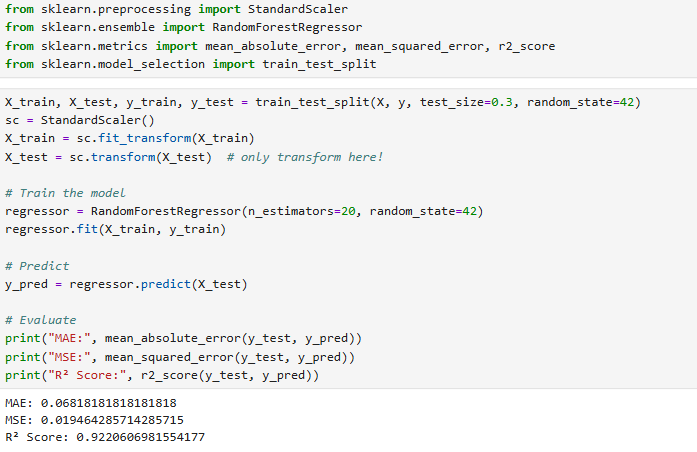 from sklearn.preprocessing import StandardScaler
from sklearn.ensemble import RandomForestRegressor
from sklearn.metrics import mean_absolute_error, mean_squared_error, r2_score
from sklearn.model_selection import train_test_split
X_train, X_test, y_train, y_test = train_test_split(X, y, test_size=0.3, random_state=42)
sc = StandardScaler()
X_train = sc.fit_transform(X_train)
X_test = sc.transform(X_test)  # only transform here!
# Train the model
regressor = RandomForestRegressor(n_estimators=20, random_state=42)
regressor.fit(X_train, y_train)
# Predict
y_pred = regressor.predict(X_test)
# Evaluate
print("MAE:", mean_absolute_error(y_test, y_pred))
print("MSE:", mean_squared_error(y_test, y_pred))
print("R² Score:", r2_score(y_test, y_pred))
MAE: 0.06818181818181818
MSE: 0.019464285714285715
R² Score: 0.9220606981554177